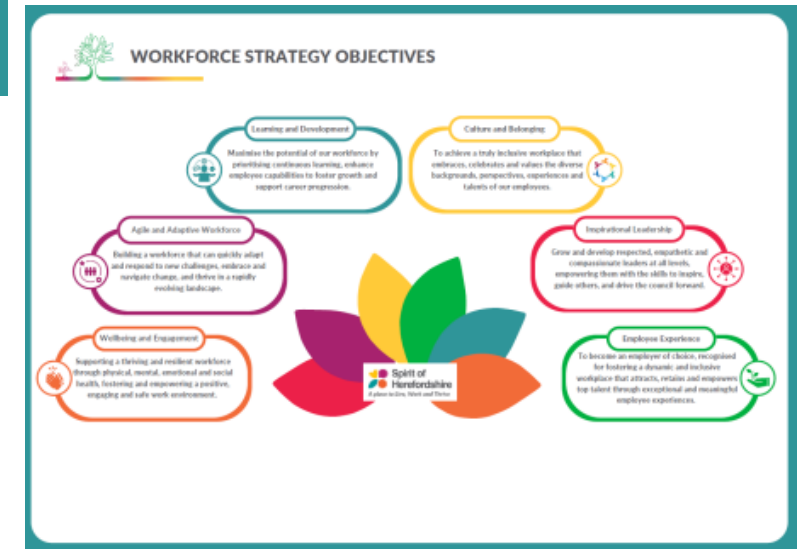 WORKFORCE STRATEGY OBJECTIVES
Learning and Development
Maximise the potential of our workforce by
prioritising continuous learning, enhance
employee capabilities to foster growth and
support career progression.
Culture and Belonging
To achieve a truly inclusive workplace that
embraces, celebrates and values the diverse
backgrounds, perspectives, experiences and
talents of our employees.
Agile and Adaptive Workforce
Building a workforce that can quickly adapt
and respond to new challenges, embrace and
navigate change, and thrive in a rapidly
evolving landscape.
Inspirational Leadership
Grow and develop respected, empathetic and
compassionate leaders at all levels,
empowering them with the skills to inspire,
guide others, and drive the council forward.
Wellbeing and Engagement
Supporting a thriving and resilient workforce
through physical, mental, emotional and social
health, fostering and empowering a positive,
engaging and safe work environment.
Employee Experience
To become an employer of choice, recognised
for fostering a dynamic and inclusive
workplace that attracts, retains and empowers
top talent through exceptional and meaningful
employee experiences.
Spirit of
Herefordshire
A place to Live, Work and Thrive